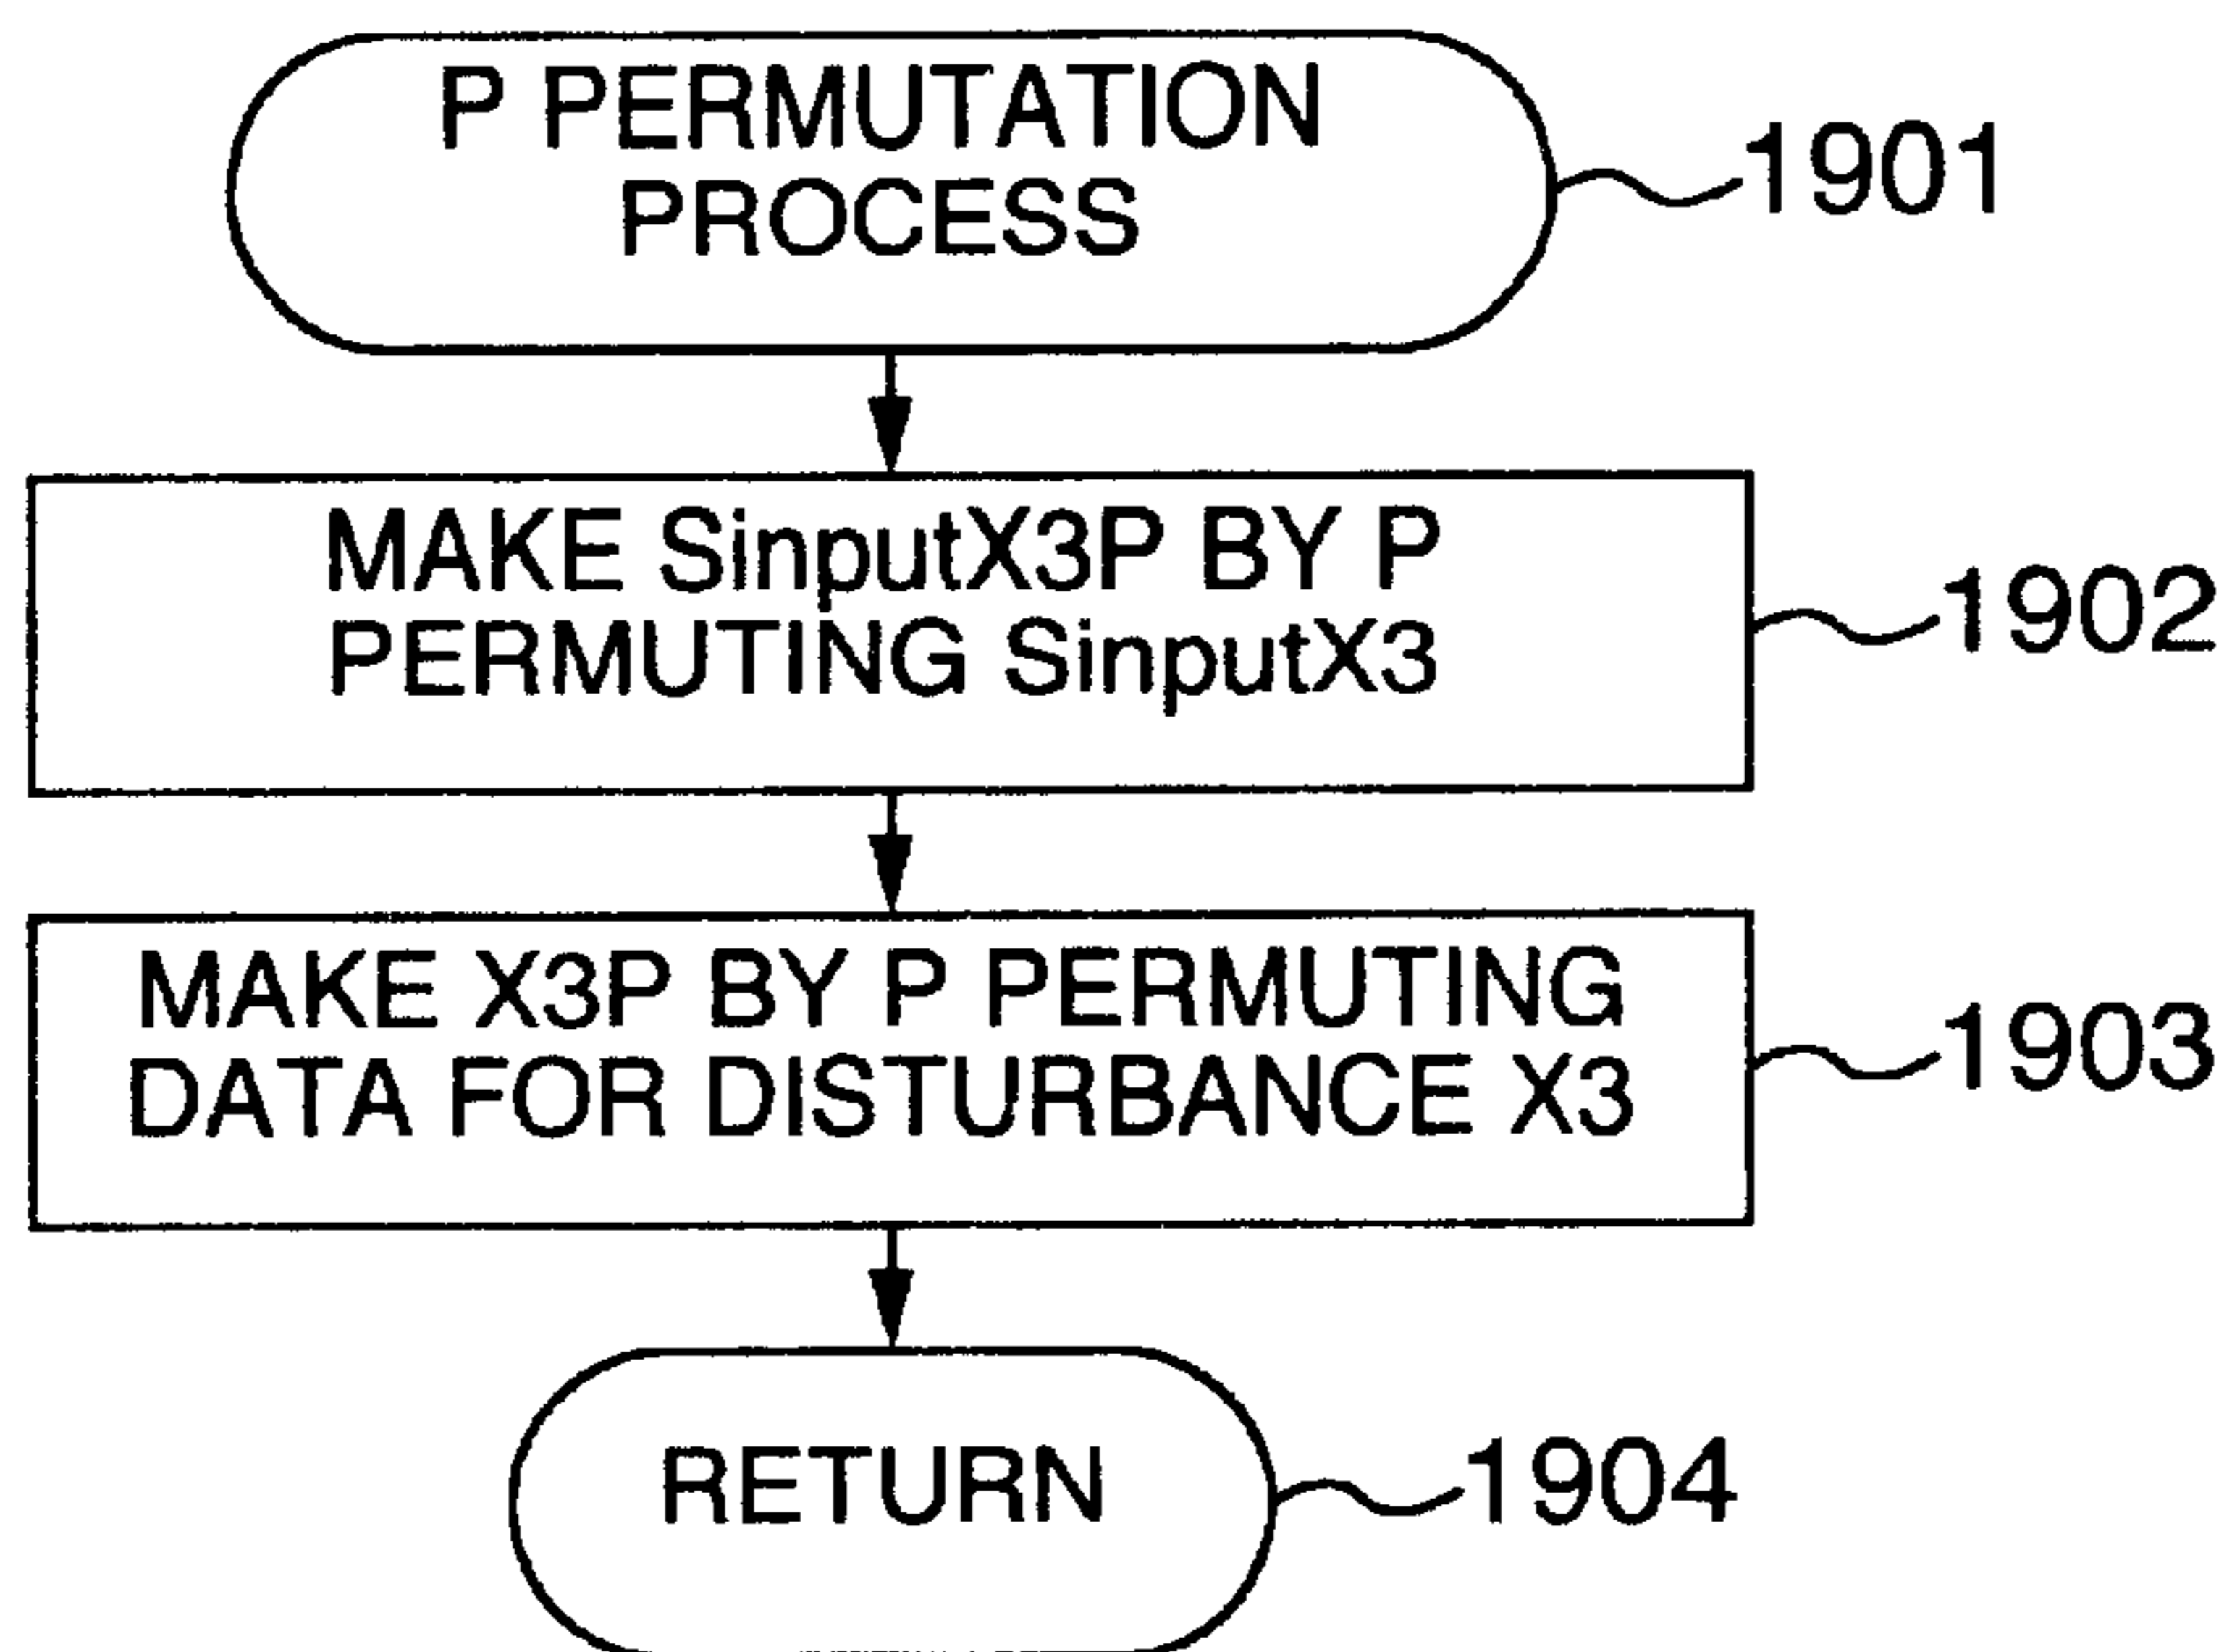 P PERMUTATION
PROCESS
1901
MAKE SinputX3P BY P
PERMUTING SinputX3
1902
MAKE X3P BY P PERMUTING
DATA FOR DISTURBANCE X3
1903
RETURN
1904